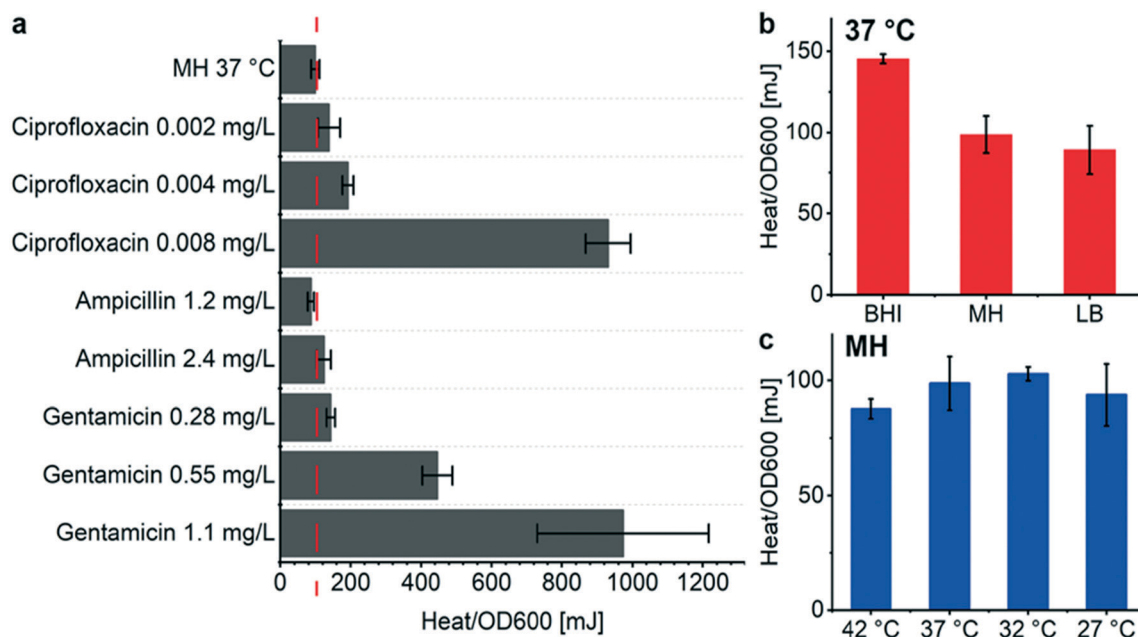 a
MH 37 °C
Ciprofloxacin 0.002 mg/L
Ciprofloxacin 0.004 mg/L
Ciprofloxacin 0.008 mg/L
Ampicillin 1.2 mg/L
Ampicillin 2.4 mg/L
Gentamicin 0.28 mg/L
Gentamicin 0.55 mg/L
Gentamicin 1.1 mg/L
0 200 400 600 800 1000 1200
Heat/OD600 [mJ]
b
37 °C
Heat/OD600 [mJ]
150
100
50
0
BHI MH LB
c
MH
Heat/OD600 [mJ]
100
50
0
42 °C 37 °C 32 °C 27 °C